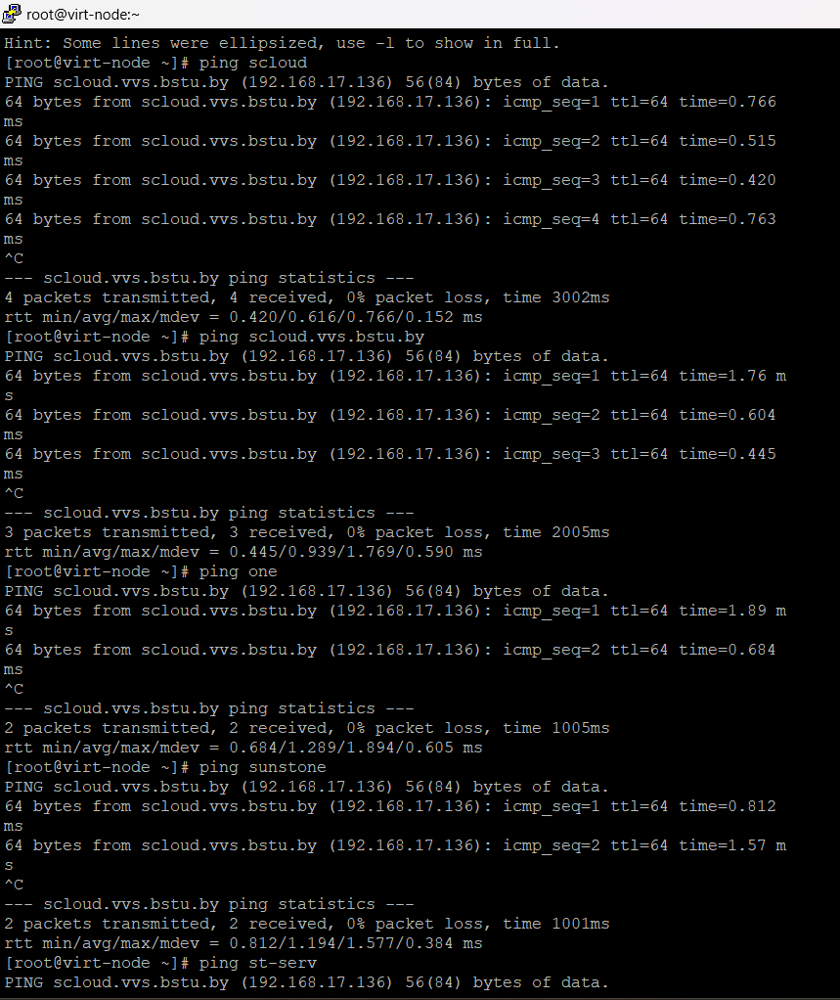 root@virt-node:~
Hint: Some lines were ellipsized, use -l to show in full.
[root@virt-node ~]# ping scloud
PING scloud.vvs.bstu.by (192.168.17.136) 56(84) bytes of data.
64 bytes from scloud.vvs.bstu.by (192.168.17.136): icmp_seq=1 ttl=64 time=0.766
ms
64 bytes from scloud.vvs.bstu.by (192.168.17.136): icmp_seq=2 ttl=64 time=0.515
ms
64 bytes from scloud.vvs.bstu.by (192.168.17.136): icmp_seq=3 ttl=64 time=0.420
ms
64 bytes from scloud.vvs.bstu.by (192.168.17.136): icmp_seq=4 ttl=64 time=0.763
ms
^C
--- scloud.vvs.bstu.by ping statistics ---
4 packets transmitted, 4 received, 0% packet loss, time 3002ms
rtt min/avg/max/mdev = 0.420/0.616/0.766/0.152 ms
[root@virt-node ~]# ping scloud.vvs.bstu.by
PING scloud.vvs.bstu.by (192.168.17.136) 56(84) bytes of data.
64 bytes from scloud.vvs.bstu.by (192.168.17.136): icmp_seq=1 ttl=64 time=1.76 m
s
64 bytes from scloud.vvs.bstu.by (192.168.17.136): icmp_seq=2 ttl=64 time=0.604
ms
64 bytes from scloud.vvs.bstu.by (192.168.17.136): icmp_seq=3 ttl=64 time=0.445
ms
^C
--- scloud.vvs.bstu.by ping statistics ---
3 packets transmitted, 3 received, 0% packet loss, time 2005ms
rtt min/avg/max/mdev = 0.445/0.939/1.769/0.590 ms
[root@virt-node ~]# ping one
PING scloud.vvs.bstu.by (192.168.17.136) 56(84) bytes of data.
64 bytes from scloud.vvs.bstu.by (192.168.17.136): icmp_seq=1 ttl=64 time=1.89 m
s
64 bytes from scloud.vvs.bstu.by (192.168.17.136): icmp_seq=2 ttl=64 time=0.684
ms
^C
--- scloud.vvs.bstu.by ping statistics ---
2 packets transmitted, 2 received, 0% packet loss, time 1005ms
rtt min/avg/max/mdev = 0.684/1.289/1.894/0.605 ms
[root@virt-node ~]# ping sunstone
PING scloud.vvs.bstu.by (192.168.17.136) 56(84) bytes of data.
64 bytes from scloud.vvs.bstu.by (192.168.17.136): icmp_seq=1 ttl=64 time=0.812
ms
64 bytes from scloud.vvs.bstu.by (192.168.17.136): icmp_seq=2 ttl=64 time=1.57 m
s
^C
--- scloud.vvs.bstu.by ping statistics ---
2 packets transmitted, 2 received, 0% packet loss, time 1001ms
rtt min/avg/max/mdev = 0.812/1.194/1.577/0.384 ms
[root@virt-node ~]# ping st-serv
PING scloud.vvs.bstu.by (192.168.17.136) 56(84) bytes of data.